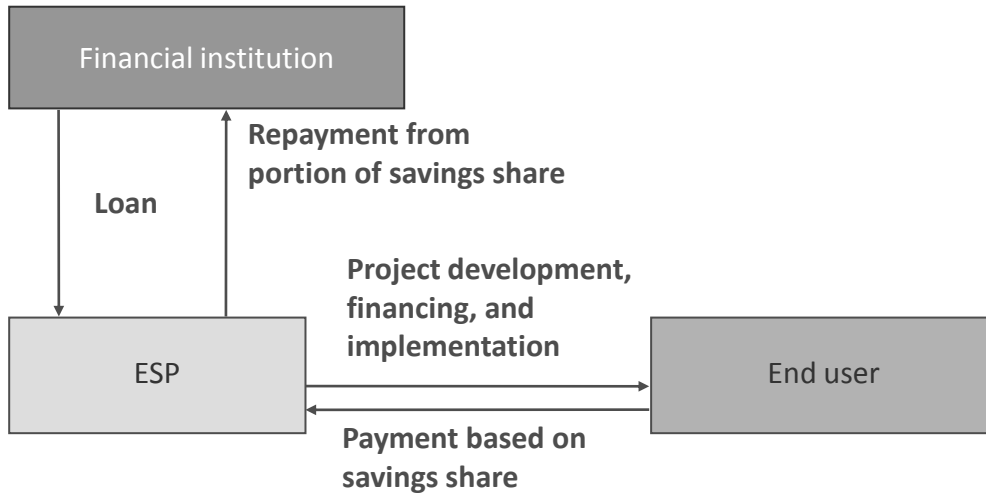 Financial institution
Repayment from
portion of savings share
Loan
Project development,
financing, and
implementation
ESP
End user
Payment based on
savings share